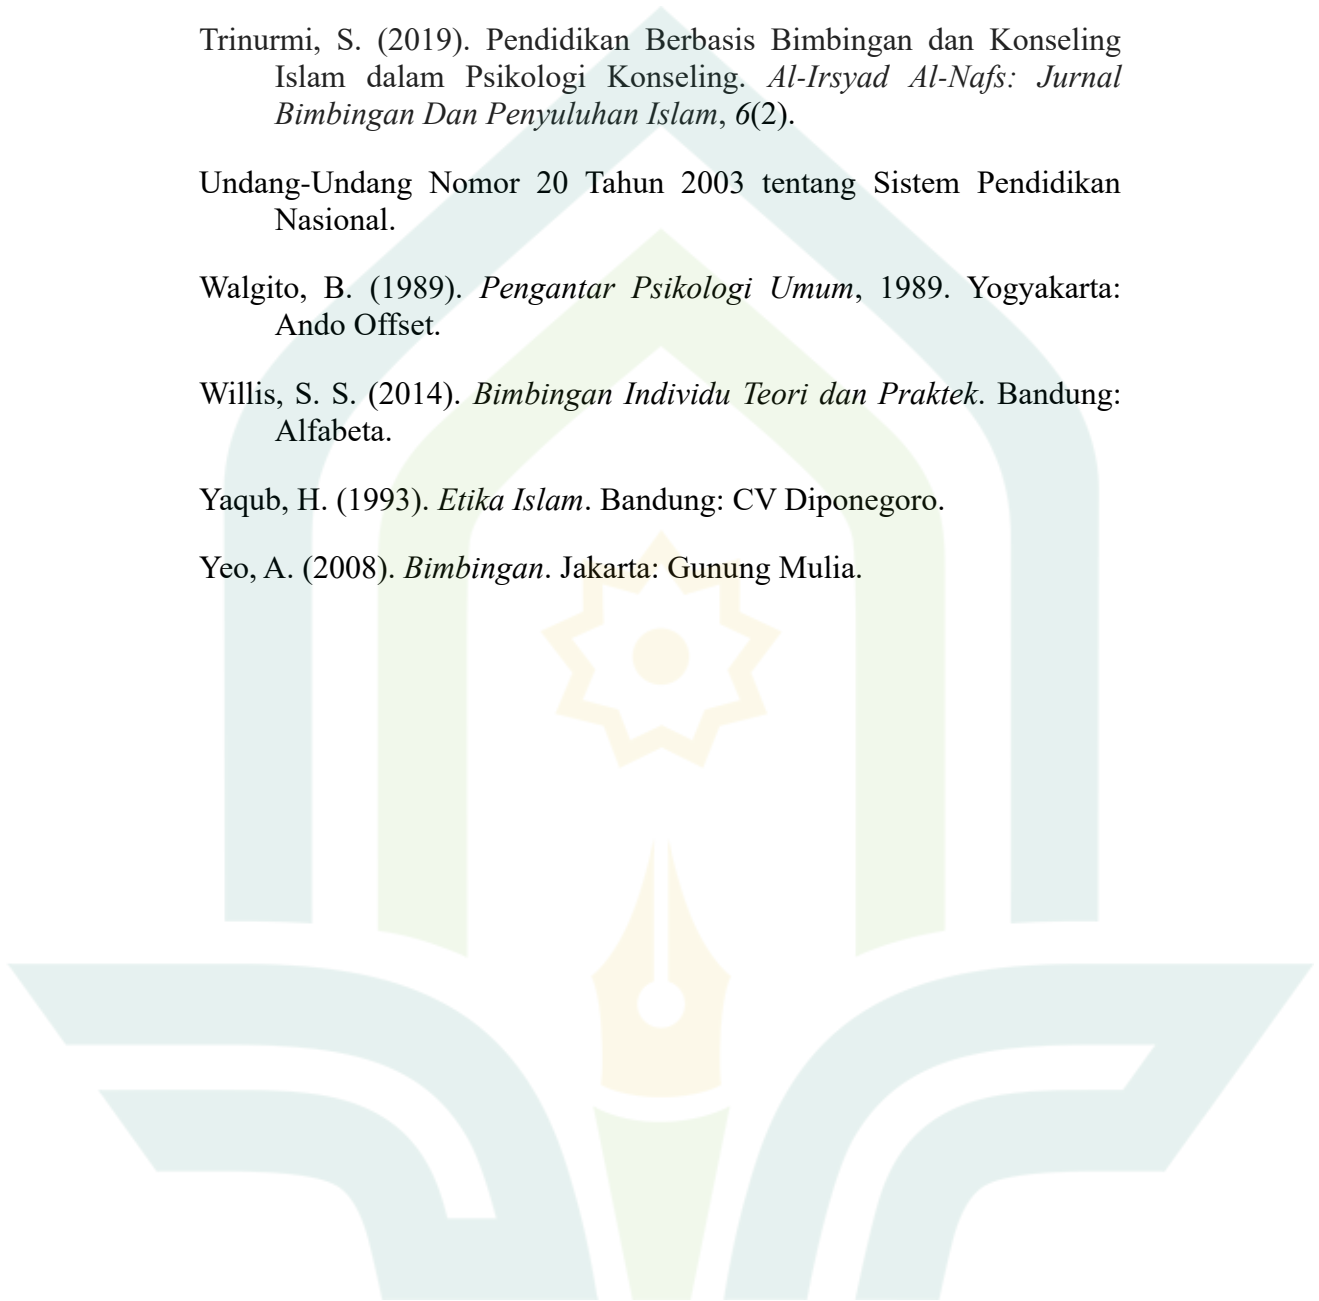 Trinurmi, S. (2019). Pendidikan Berbasis Bimbingan dan Konseling
Islam dalam Psikologi Konseling. Al-Irsyad Al-Nafs: Jurnal
Bimbingan Dan Penyuluhan Islam, 6(2).
Undang-Undang Nomor 20 Tahun 2003 tentang Sistem Pendidikan
Nasional.
Walgito, B. (1989). Pengantar Psikologi Umum, 1989. Yogyakarta:
Ando Offset.
Willis, S. S. (2014). Bimbingan Individu Teori dan Praktek. Bandung:
Alfabeta.
Yaqub, H. (1993). Etika Islam. Bandung: CV Diponegoro.
Yeo, A. (2008). Bimbingan. Jakarta: Gunung Mulia.